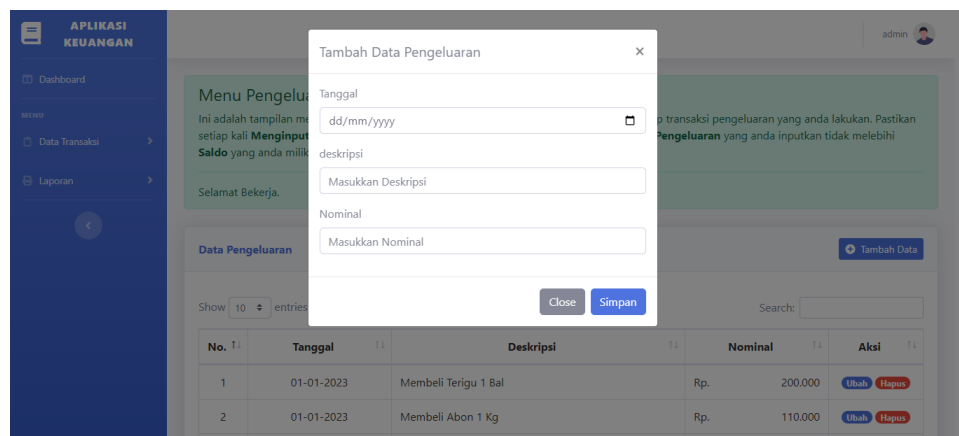 APLIKASI
KEUANGAN
admin
Dashboard
MENU
Data Transaksi
Laporan
Tambah Data Pengeluaran
×
Tanggal
dd/mm/yyyy
deskripsi
Masukkan Deskripsi
Nominal
Masukkan Nominal
Close Simpan
Menu
Ini adalah tampilan transaksi pengeluaran yang anda lakukan. Pastikan
setiap kali Pengeluaran yang anda inputkan tidak melebihi
Saldo yang anda
Selamat Bekerja.
Data Pengeluaran
Tambah Data
Show 10 entries
Search:
No. Tanggal Deskripsi Nominal Aksi
1 01-01-2023 Membeli Terigu 1 Bal Rp. 200.000 Ubah Hapus
2 01-01-2023 Membeli Abon 1 Kg Rp. 110.000 Ubah Hapus